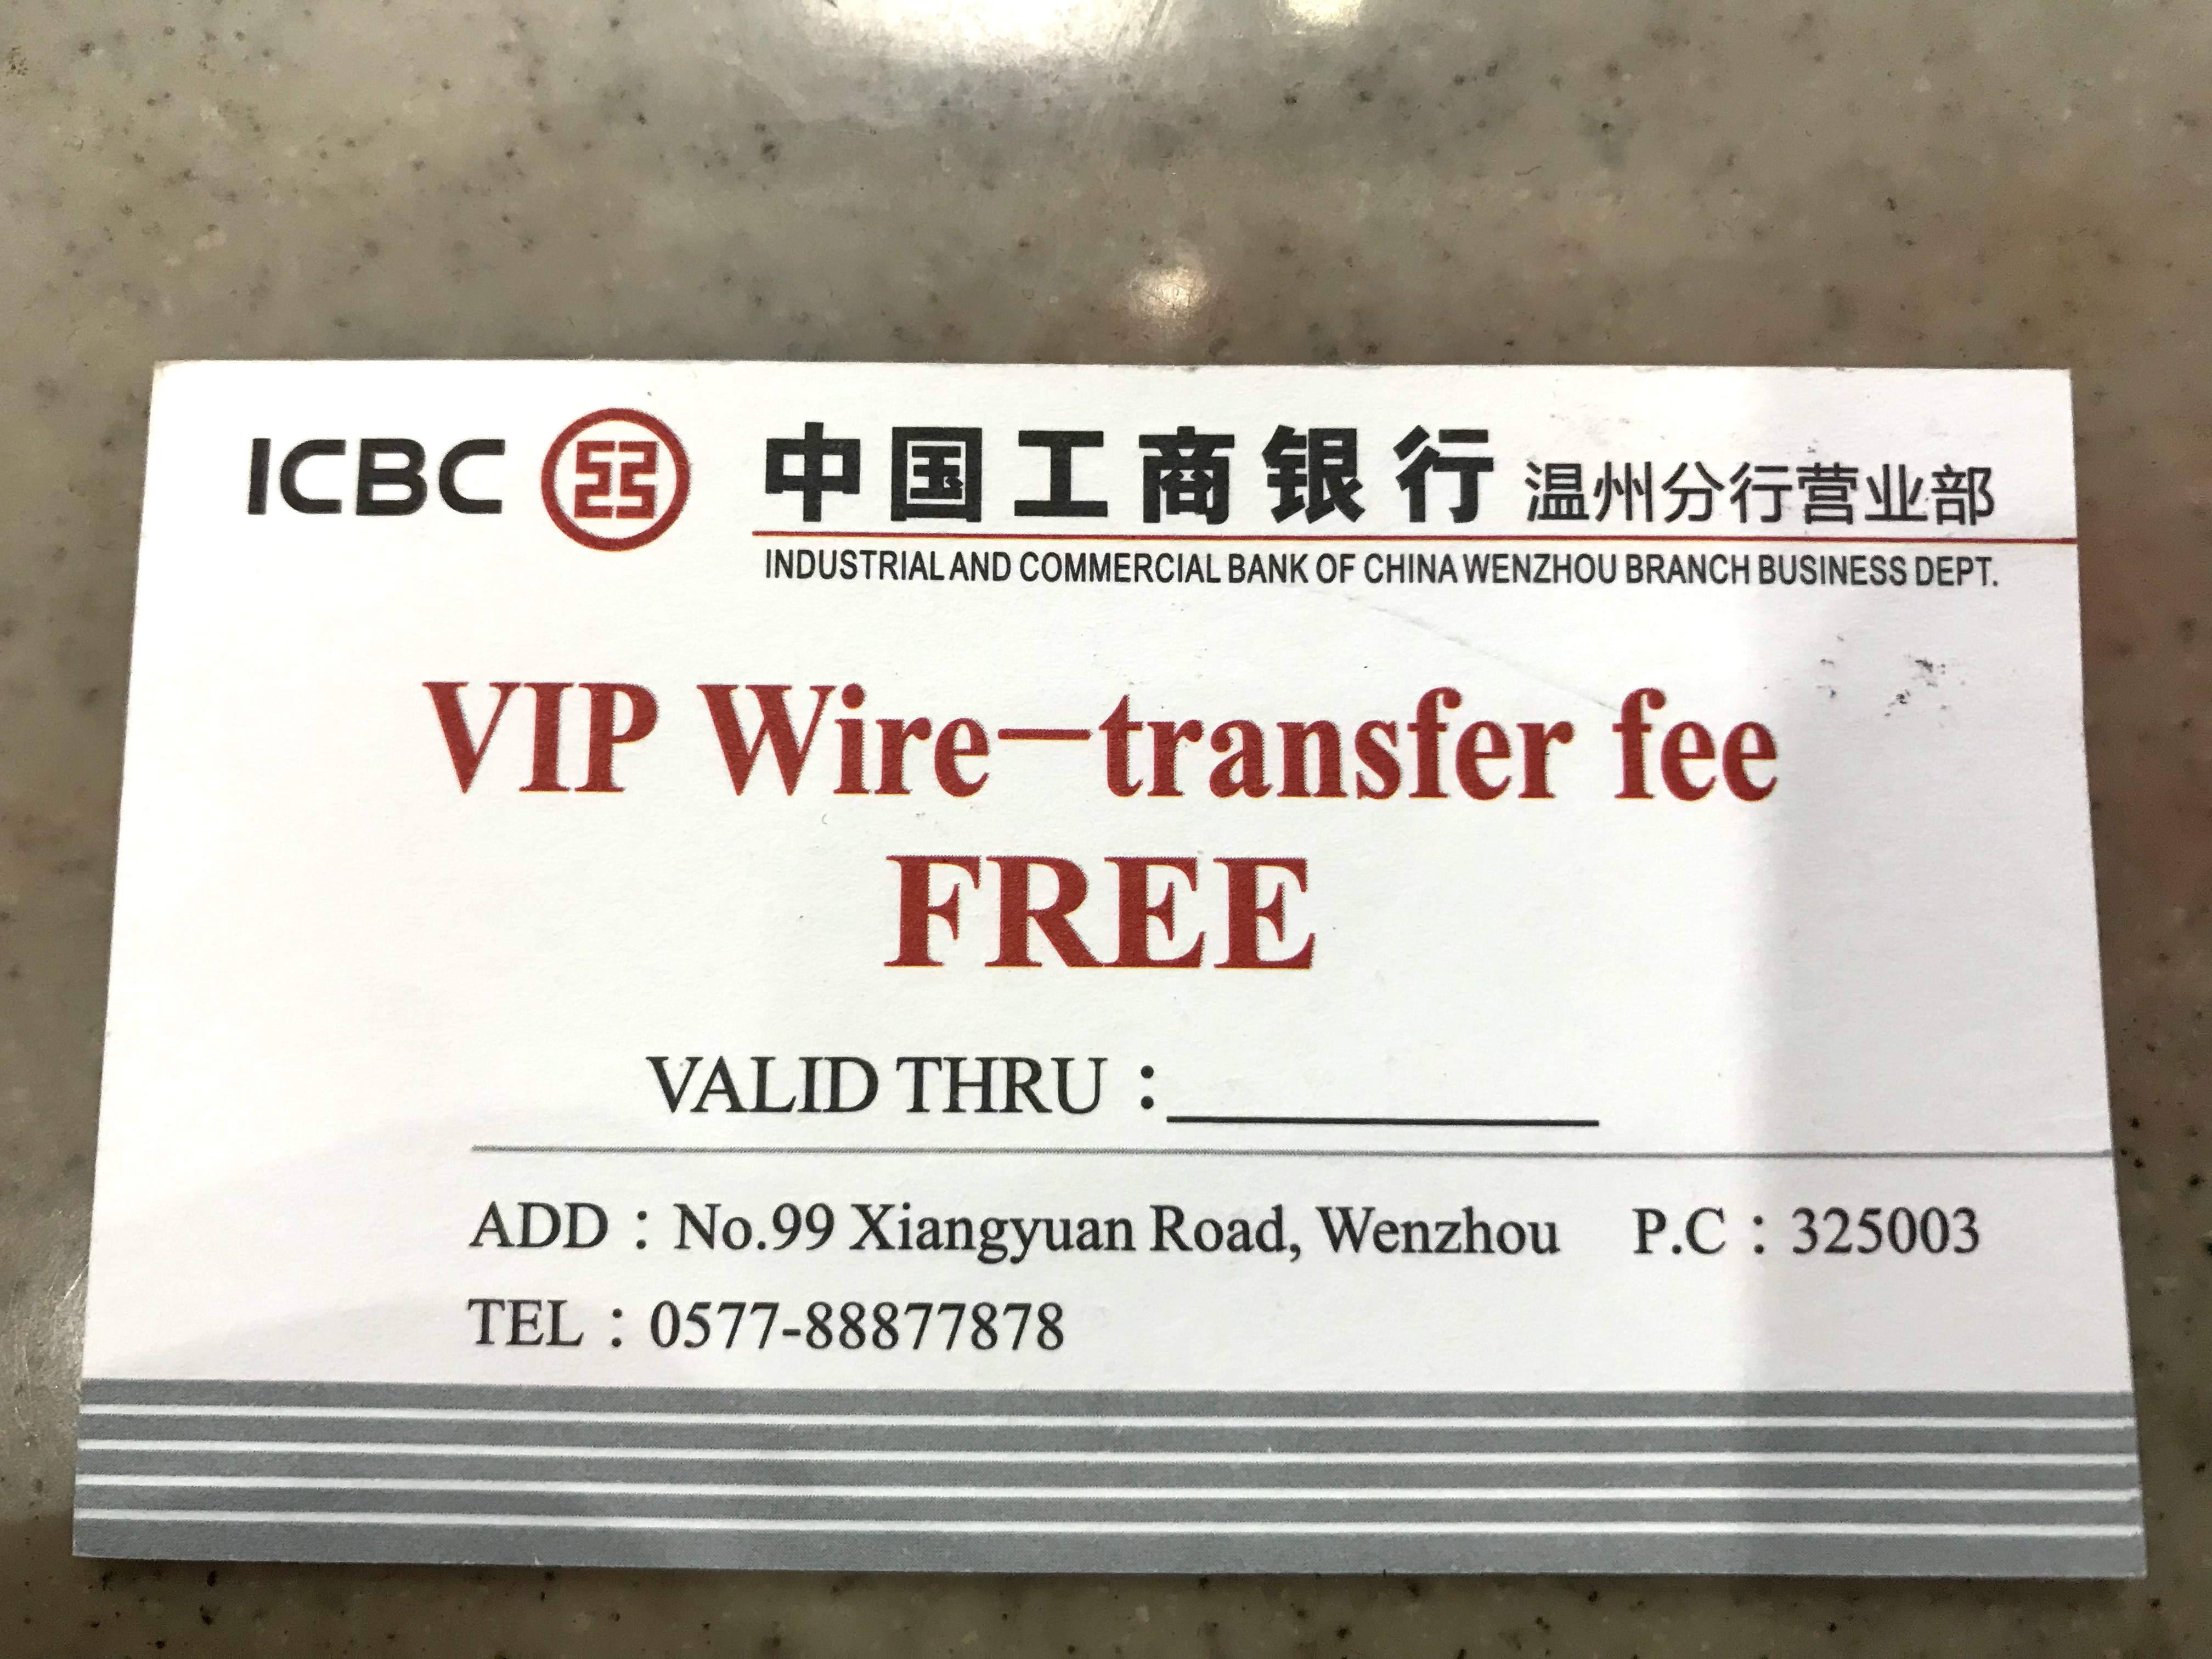 ICBC 中国工商银行 温州分行营业部
INDUSTRIAL AND COMMERCIAL BANK OF CHINA WENZHOU BRANCH BUSINESS DEPT.
VIP Wire—transfer fee
FREE
VALID THRU：
ADD：No.99 Xiangyuan Road, Wenzhou P.C：325003
TEL：0577-88877878